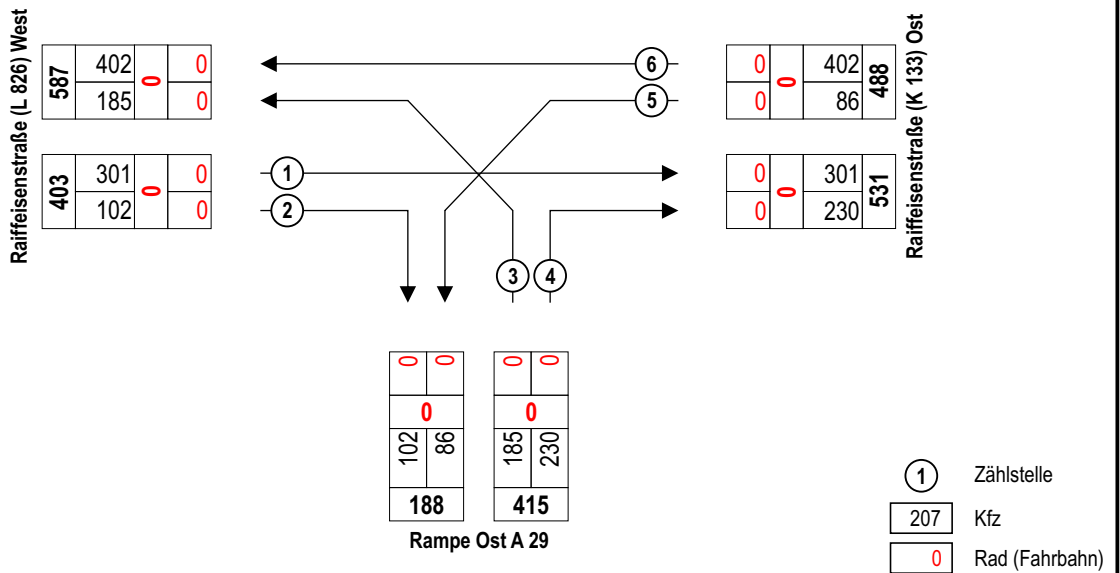 Raiffeisenstraße (L 826) West
587 402 0 0
185 0
403 301 0 0
102 0
6
5
1
2
3 4
0 0 402 488
0 86
0 0 301 531
0 230
Raiffeisenstraße (K 133) Ost
0 0 0 0
0 0
102 86 185 230
188 415
Rampe Ost A 29
1 Zählstelle
207 Kfz
0 Rad (Fahrbahn)